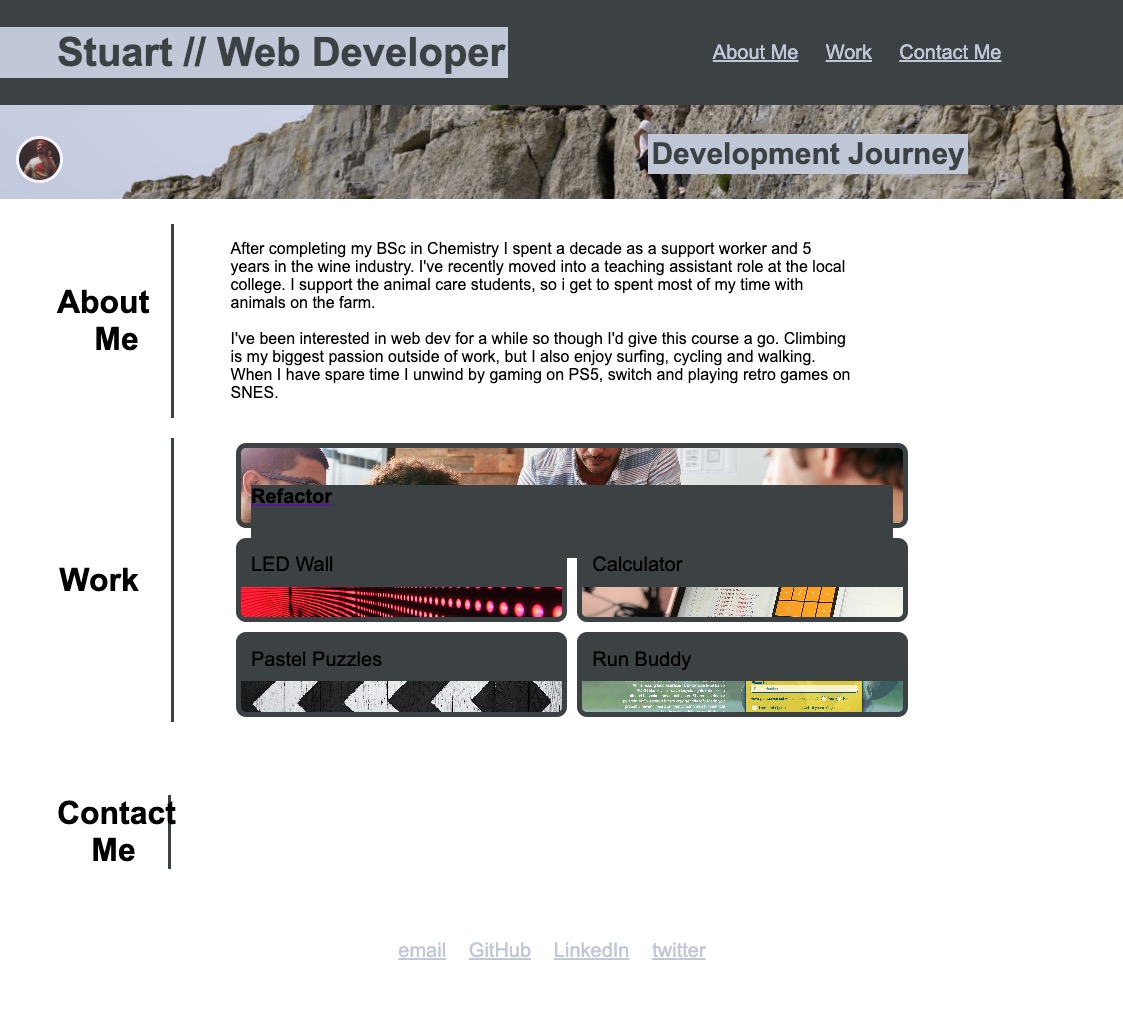 Stuart // Web Developer
About Me Work Contact Me
Development Journey
About
Me
After completing my BSc in Chemistry I spent a decade as a support worker and 5
years in the wine industry. I've recently moved into a teaching assistant role at the local
college. I support the animal care students, so i get to spent most of my time with
animals on the farm.
I've been interested in web dev for a while so though I'd give this course a go. Climbing
is my biggest passion outside of work, but I also enjoy surfing, cycling and walking.
When I have spare time I unwind by gaming on PS5, switch and playing retro games on
SNES.
Work
Refactor
LED Wall
Calculator
Pastel Puzzles
Run Buddy
Contact
Me
email GitHub LinkedIn twitter